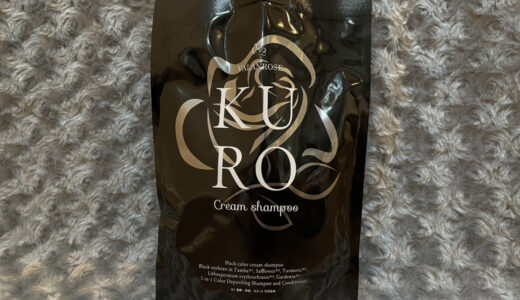 VALANROSE
KU
RO
Cream shampoo
Black color cream shampoo
Black soybean in Tamba*¹, Safflower*², Turmeric*³,
Lithospermum erythrorhizon*⁴, Gardenia*⁵
5-in-1 Color Depositing Shampoo and Conditioner